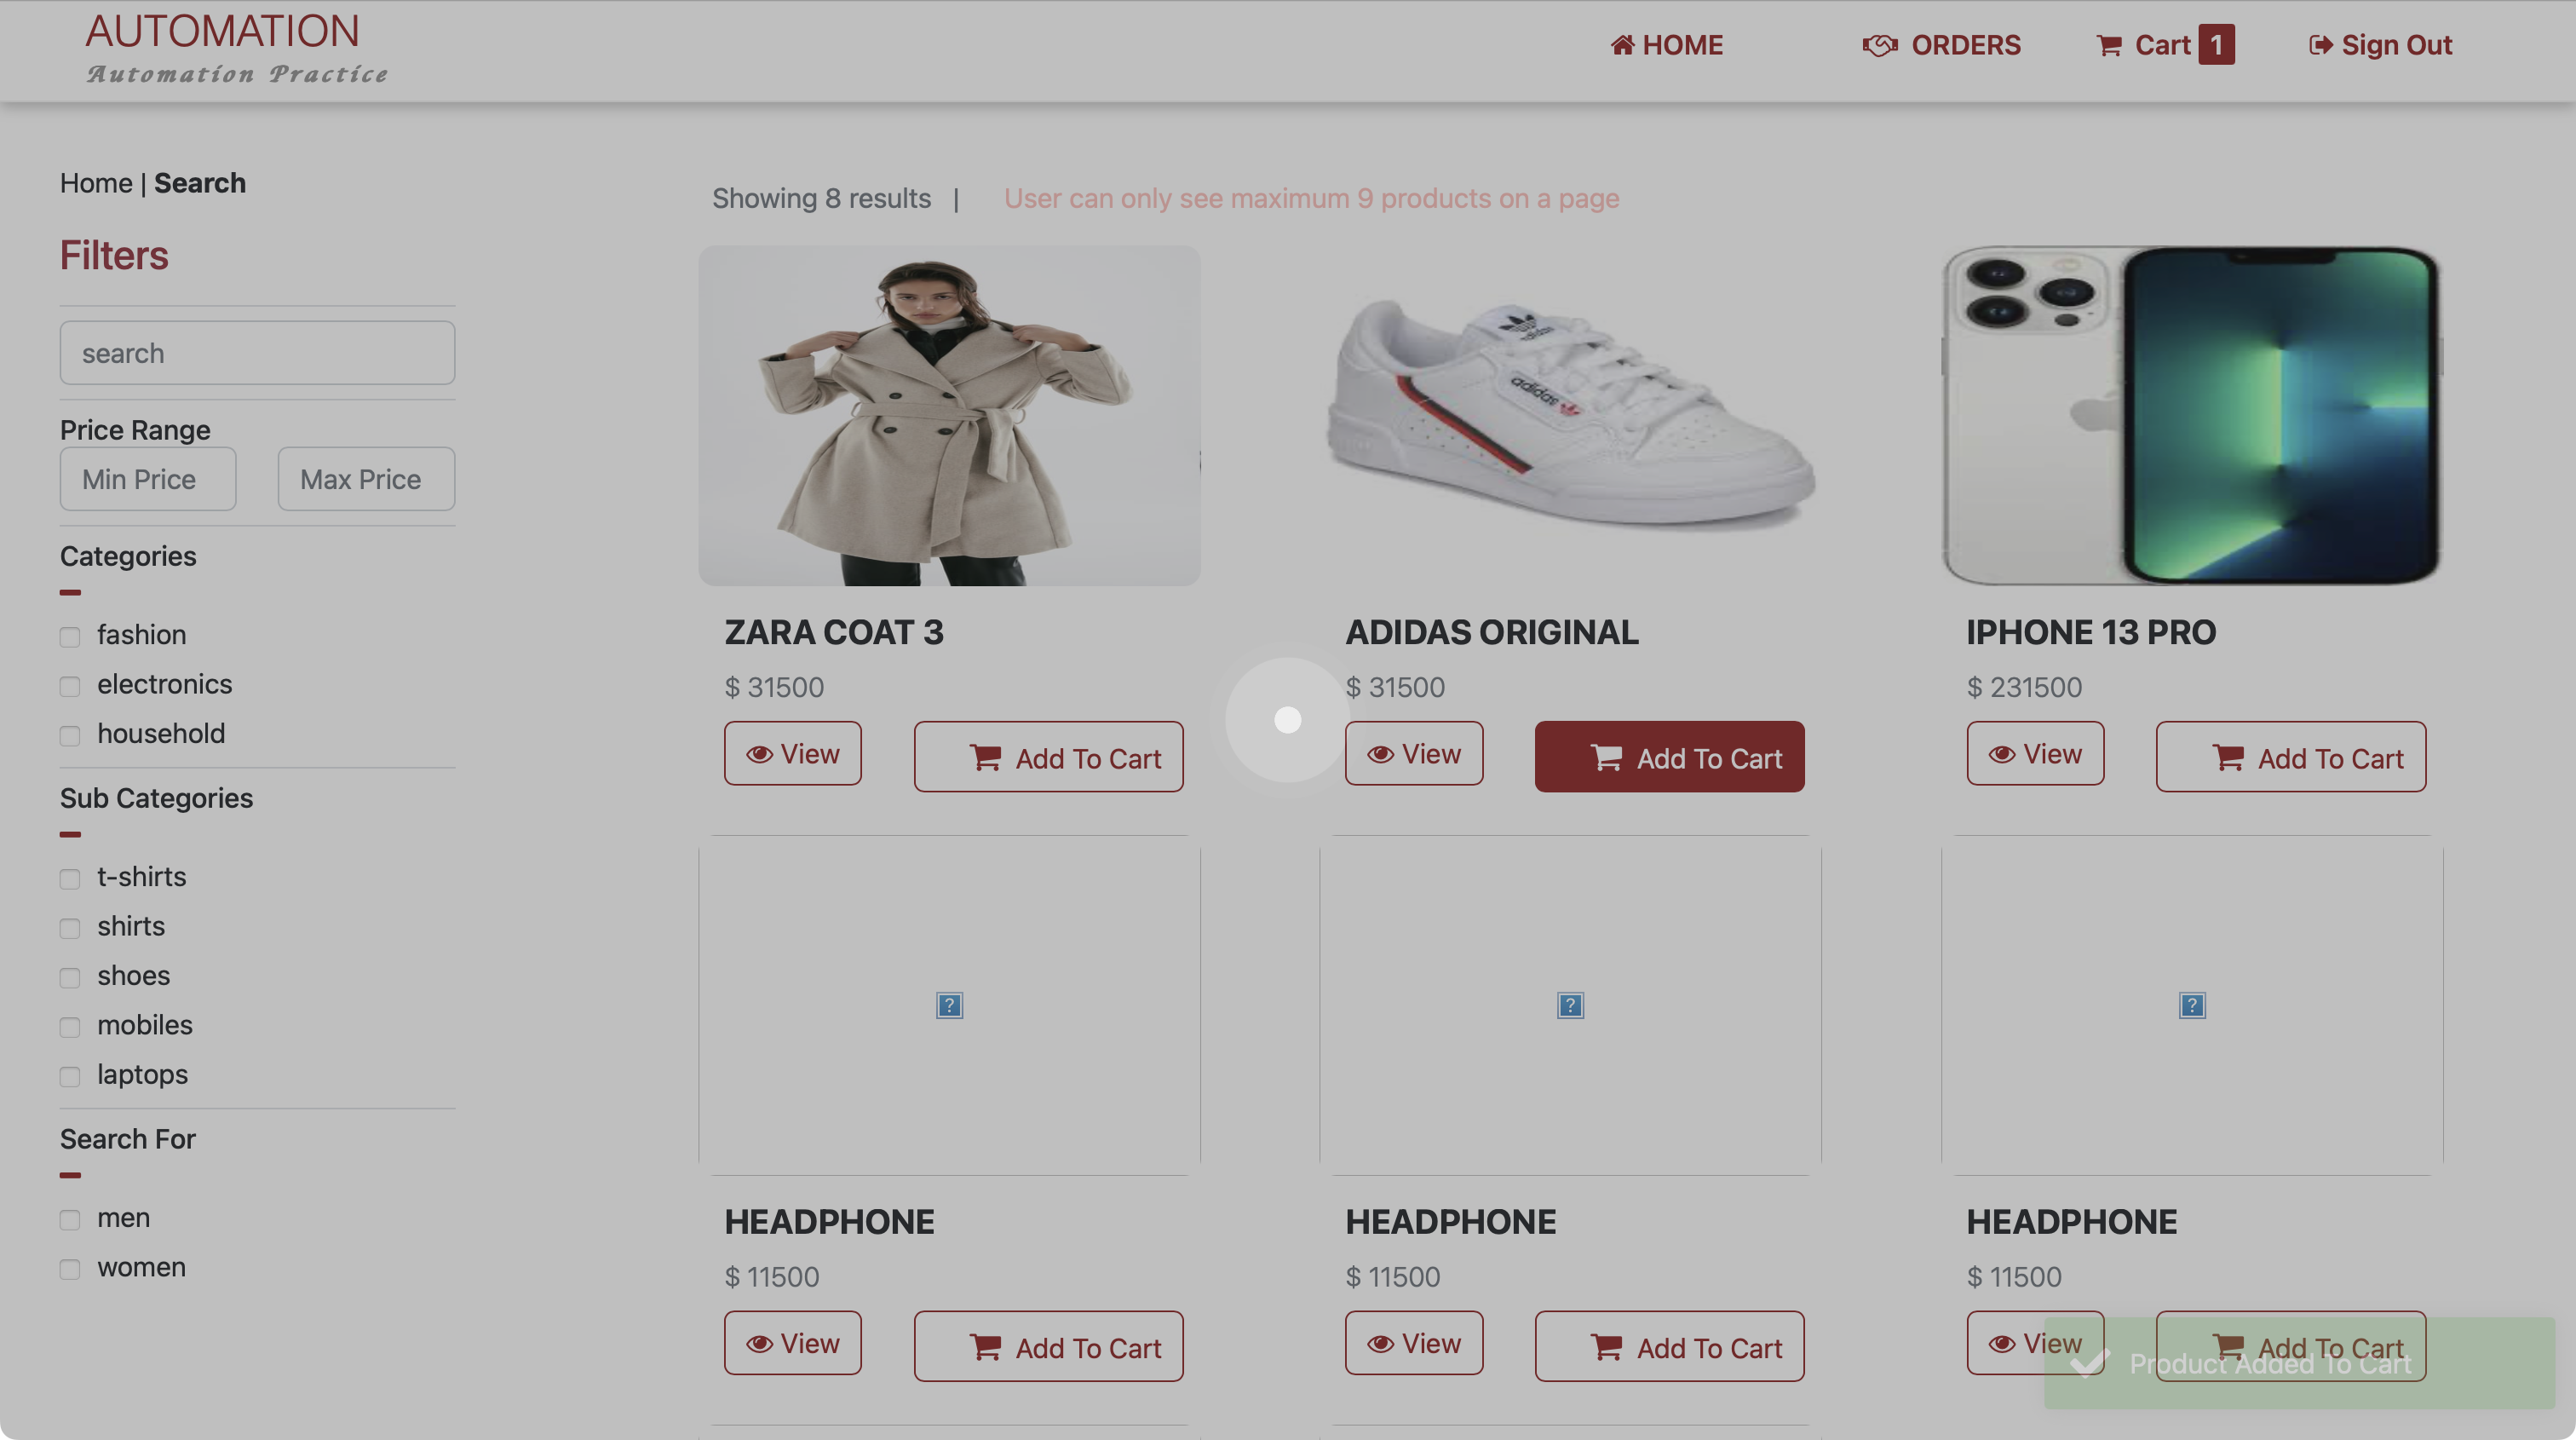 AUTOMATION
Automation Practice
HOME
ORDERS
Cart 1
Sign Out
Home | Search
Filters
search
Price Range
Min Price
Max Price
Categories
fashion
electronics
household
Sub Categories
t-shirts
shirts
shoes
mobiles
laptops
Search For
men
women
Showing 8 results |
User can only see maximum 9 products on a page
adidas
adidas
ZARA COAT 3
$ 31500
View
Add To Cart
ADIDAS ORIGINAL
$ 31500
View
Add To Cart
IPHONE 13 PRO
$ 231500
View
Add To Cart
?
?
?
HEADPHONE
$ 11500
View
Add To Cart
HEADPHONE
$ 11500
View
Add To Cart
HEADPHONE
$ 11500
View
Add To Cart
Product Added To Cart